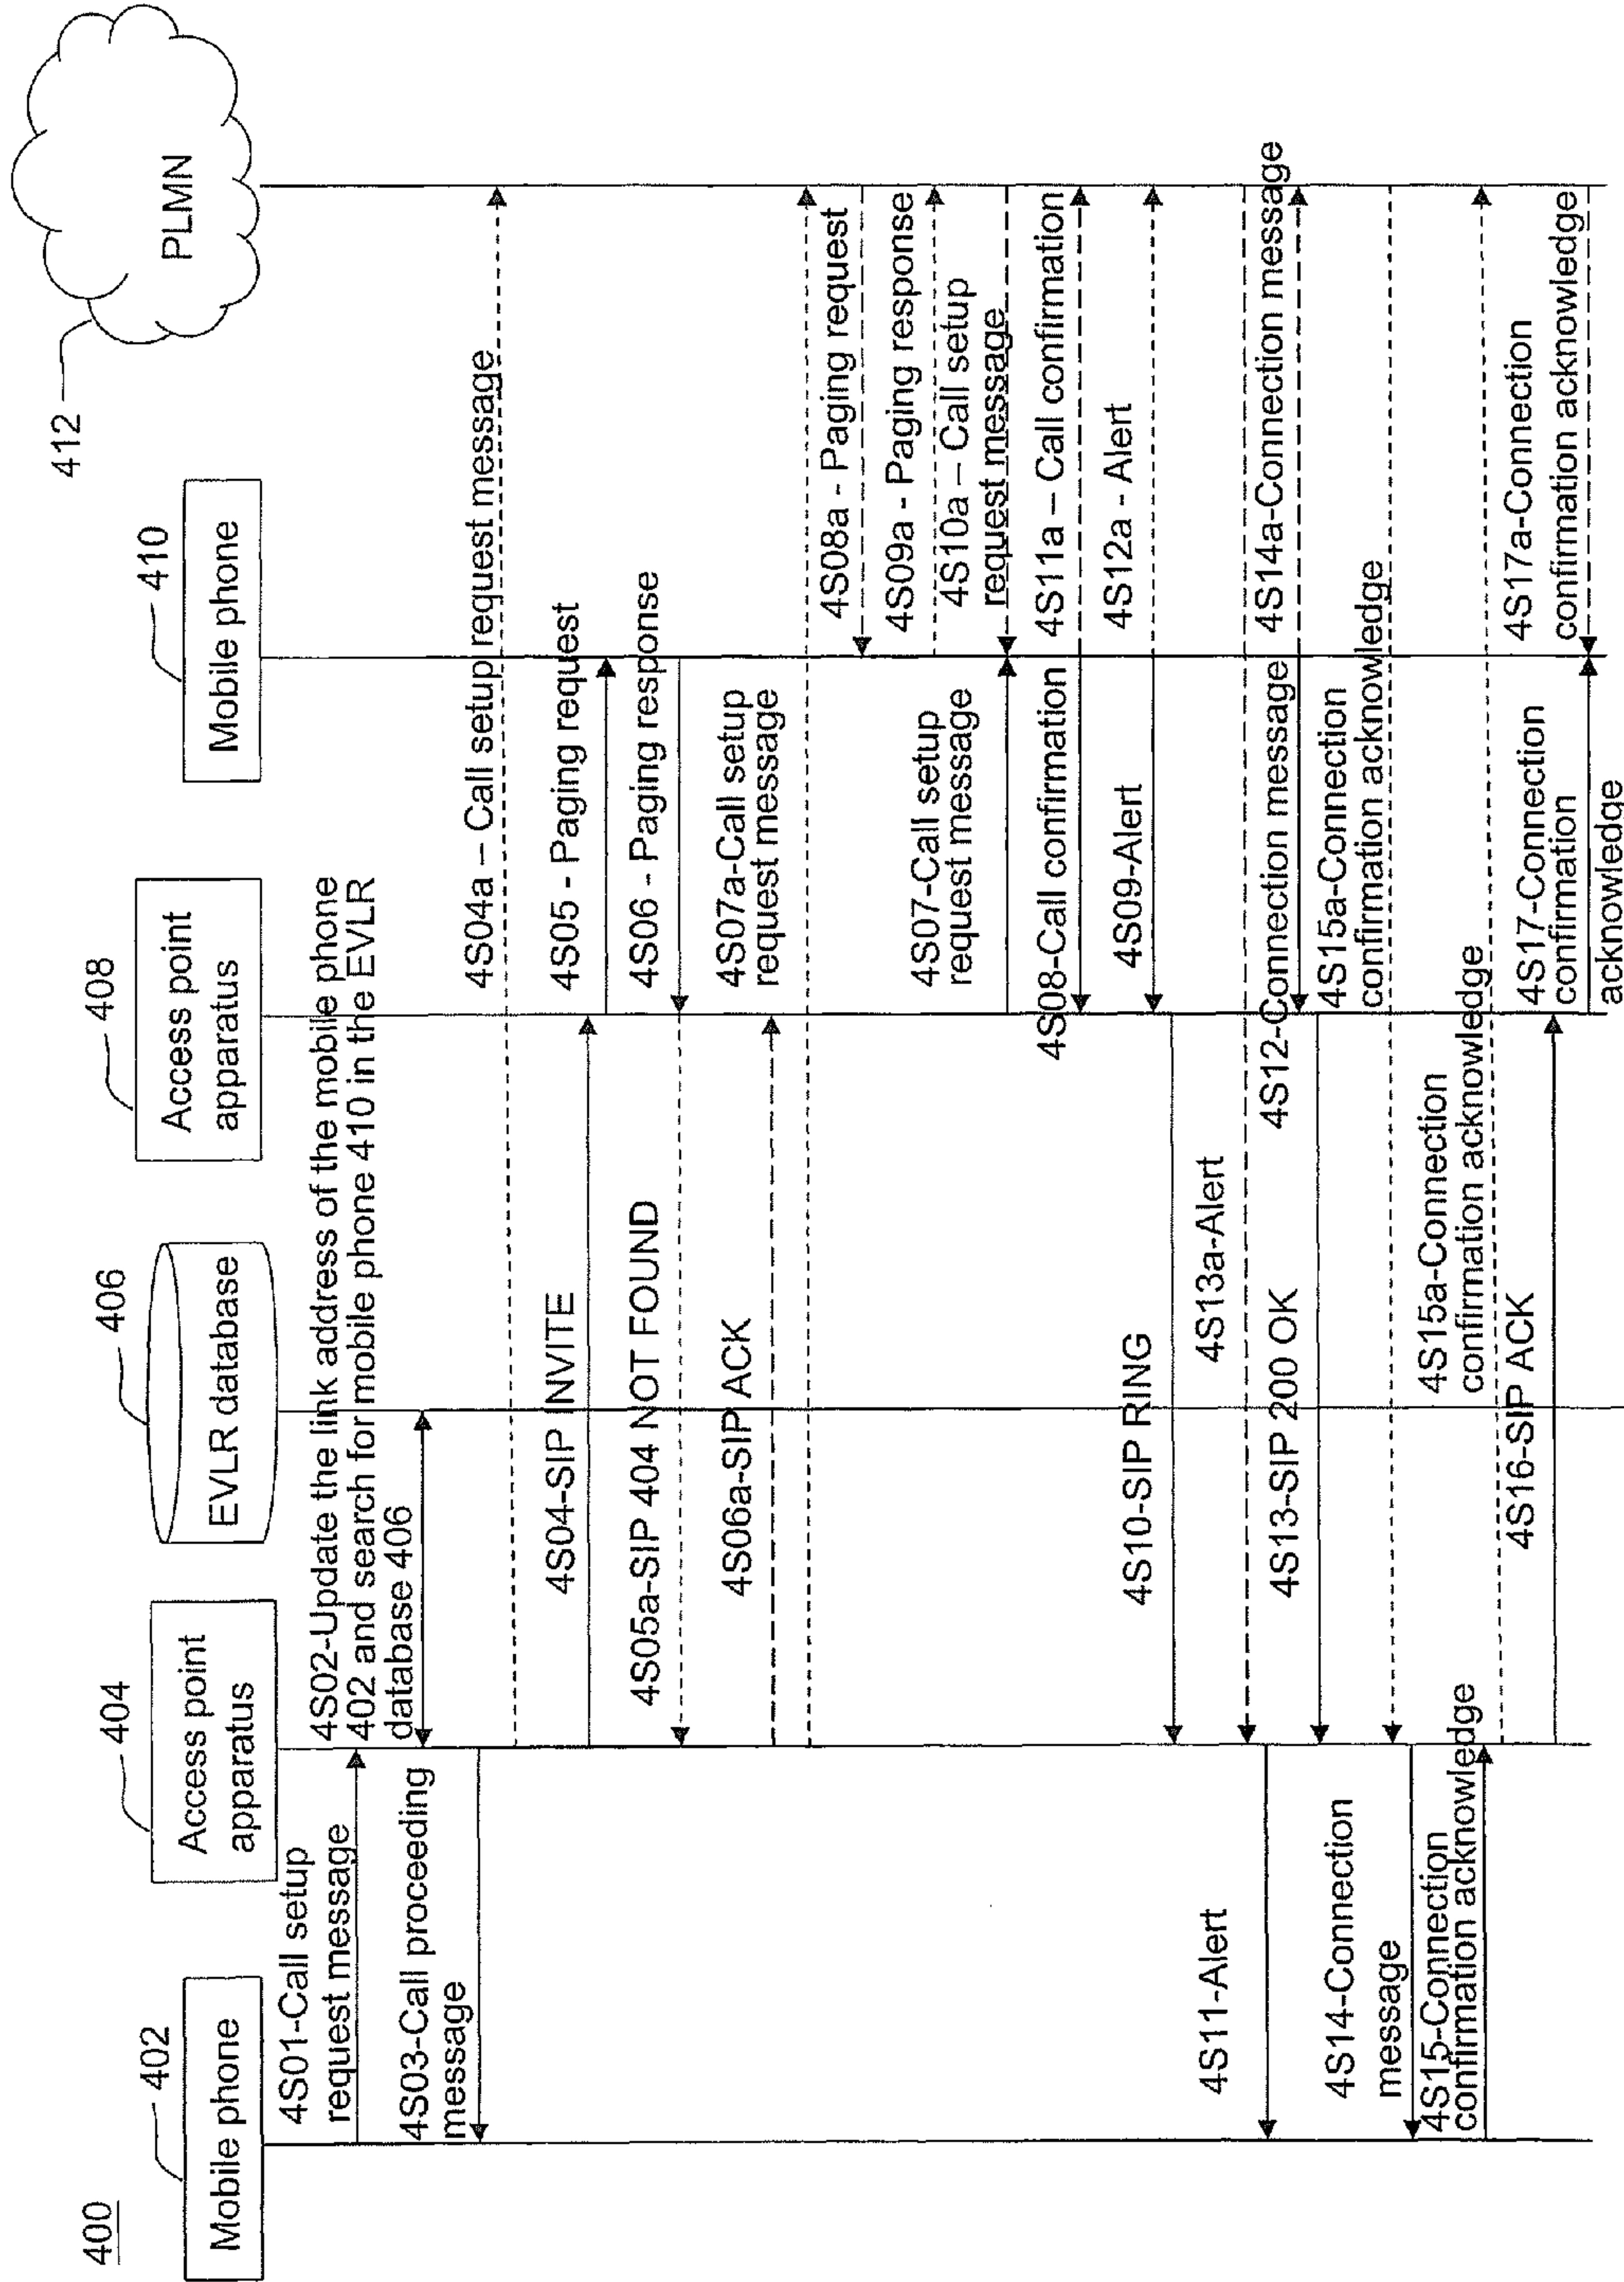 400
402
Mobile phone
404
Access point
apparatus
406
EVLR database
408
Access point
apparatus
410
Mobile phone
412
PLMN
4S01-Call setup
request message
4S02-Update the link address of the mobile phone
402 and search for mobile phone 410 in the EVLR
database 406
4S03-Call proceeding
message
4S04a – Call setup request message
4S04-SIP INVITE
4S05 - Paging request
4S05a-SIP 404 NOT FOUND
4S06 - Paging response
4S06a-SIP ACK
4S07a-Call setup
request message
4S08a - Paging request
4S09a - Paging response
4S07-Call setup
request message
4S10a – Call setup
request message
4S08-Call confirmation
4S11a – Call confirmation
4S09-Alert
4S12a - Alert
4S10-SIP RING
4S13a-Alert
4S11-Alert
4S12-Connection message
4S14a-Connection message
4S13-SIP 200 OK
4S15a-Connection
confirmation acknowledge
4S14-Connection
message
4S15-Connection
confirmation acknowledge
4S15a-Connection
confirmation acknowledge
4S16-SIP ACK
4S17-Connection
confirmation
acknowledge
4S17a-Connection
confirmation acknowledge